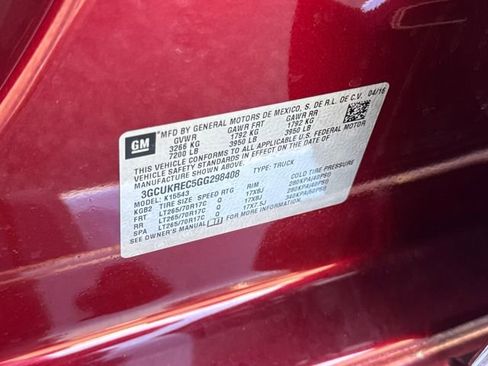 GM
MFD BY GENERAL MOTORS DE MEXICO, S. DE R.L. DE C.V. 04/16
GVWR GAWR FRT GAWR RR
3266 KG 1792 KG 1792 KG
7200 LB 3950 LB 3950 LB
THIS VEHICLE CONFORMS TO ALL APPLICABLE U.S. FEDERAL MOTOR
VEHICLE SAFETY STANDARDS IN EFFECT ON THE DATE OF
MANUFACTURE SHOWN ABOVE.
3GCUKREC5GG298408 TYPE: TRUCK
MODEL: K15543
KGB2 TIRE SIZE SPEED RTG RIM COLD TIRE PRESSURE
FRT LT265/70R17C Q 17X8J 280KPA/40PSI
RR LT265/70R17C Q 17X8J
SPA LT265/70R17C Q 17X7.5J
SEE OWNER'S MANUAL FOR ADDITIONAL INFORMATION.